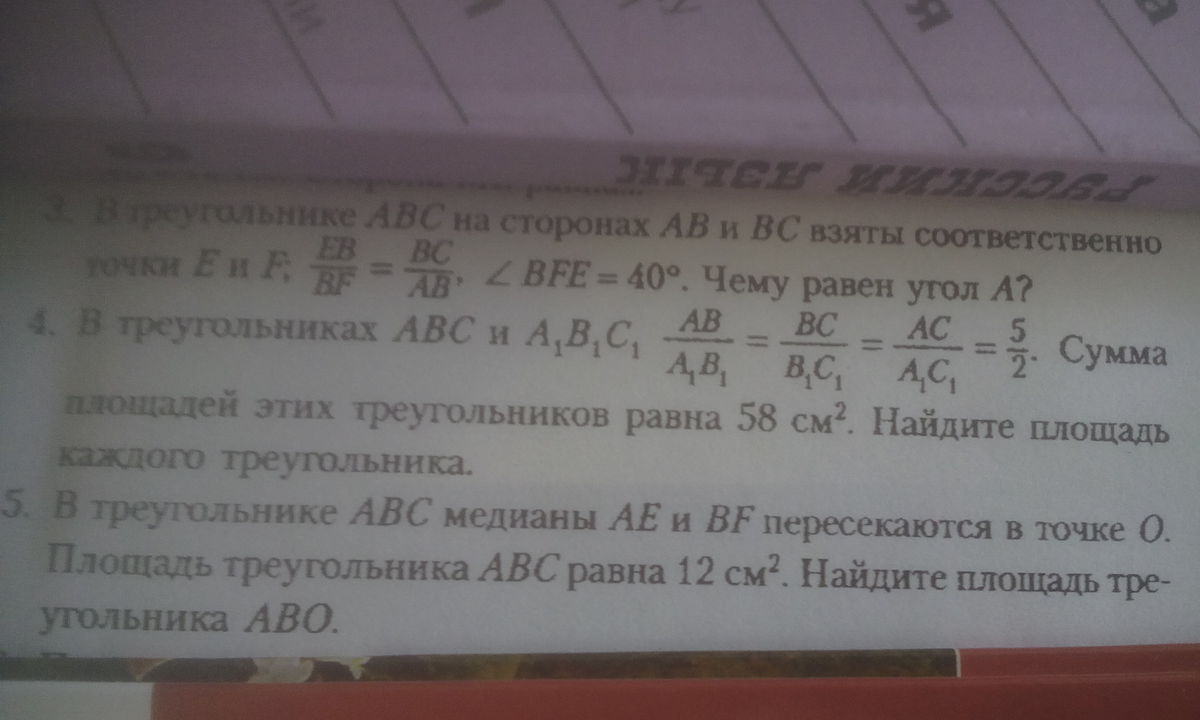 РУССКИЙ ЯЗЫК
3. В треугольнике ABC на сторонах AB и BC взяты соответственно
точки E и F; EB/BF = BC/AB, ∠ BFE = 40°. Чему равен угол A?
4. В треугольниках ABC и A₁B₁C₁ AB/A₁B₁ = BC/B₁C₁ = AC/A₁C₁ = 5/2. Сумма
площадей этих треугольников равна 58 см². Найдите площадь
каждого треугольника.
5. В треугольнике ABC медианы AE и BF пересекаются в точке O.
Площадь треугольника ABC равна 12 см². Найдите площадь тре-
угольника ABO.